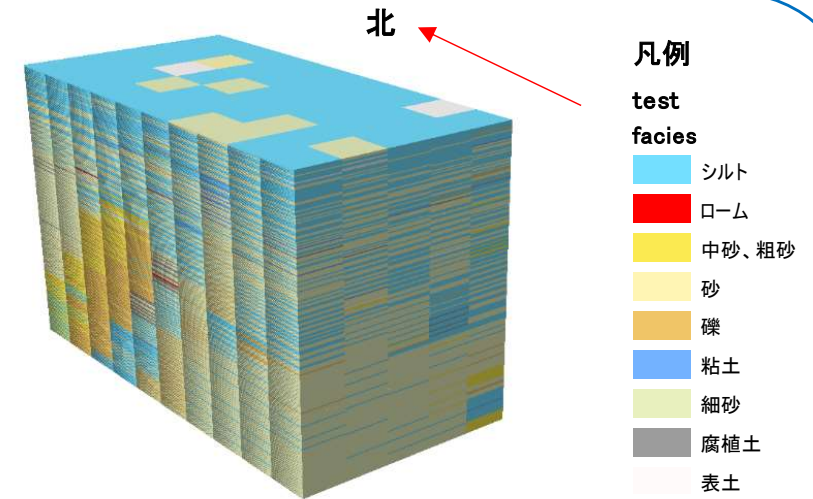 北
凡例
test
facies
シルト
ローム
中砂、粗砂
砂
礫
粘土
細砂
腐植土
表土